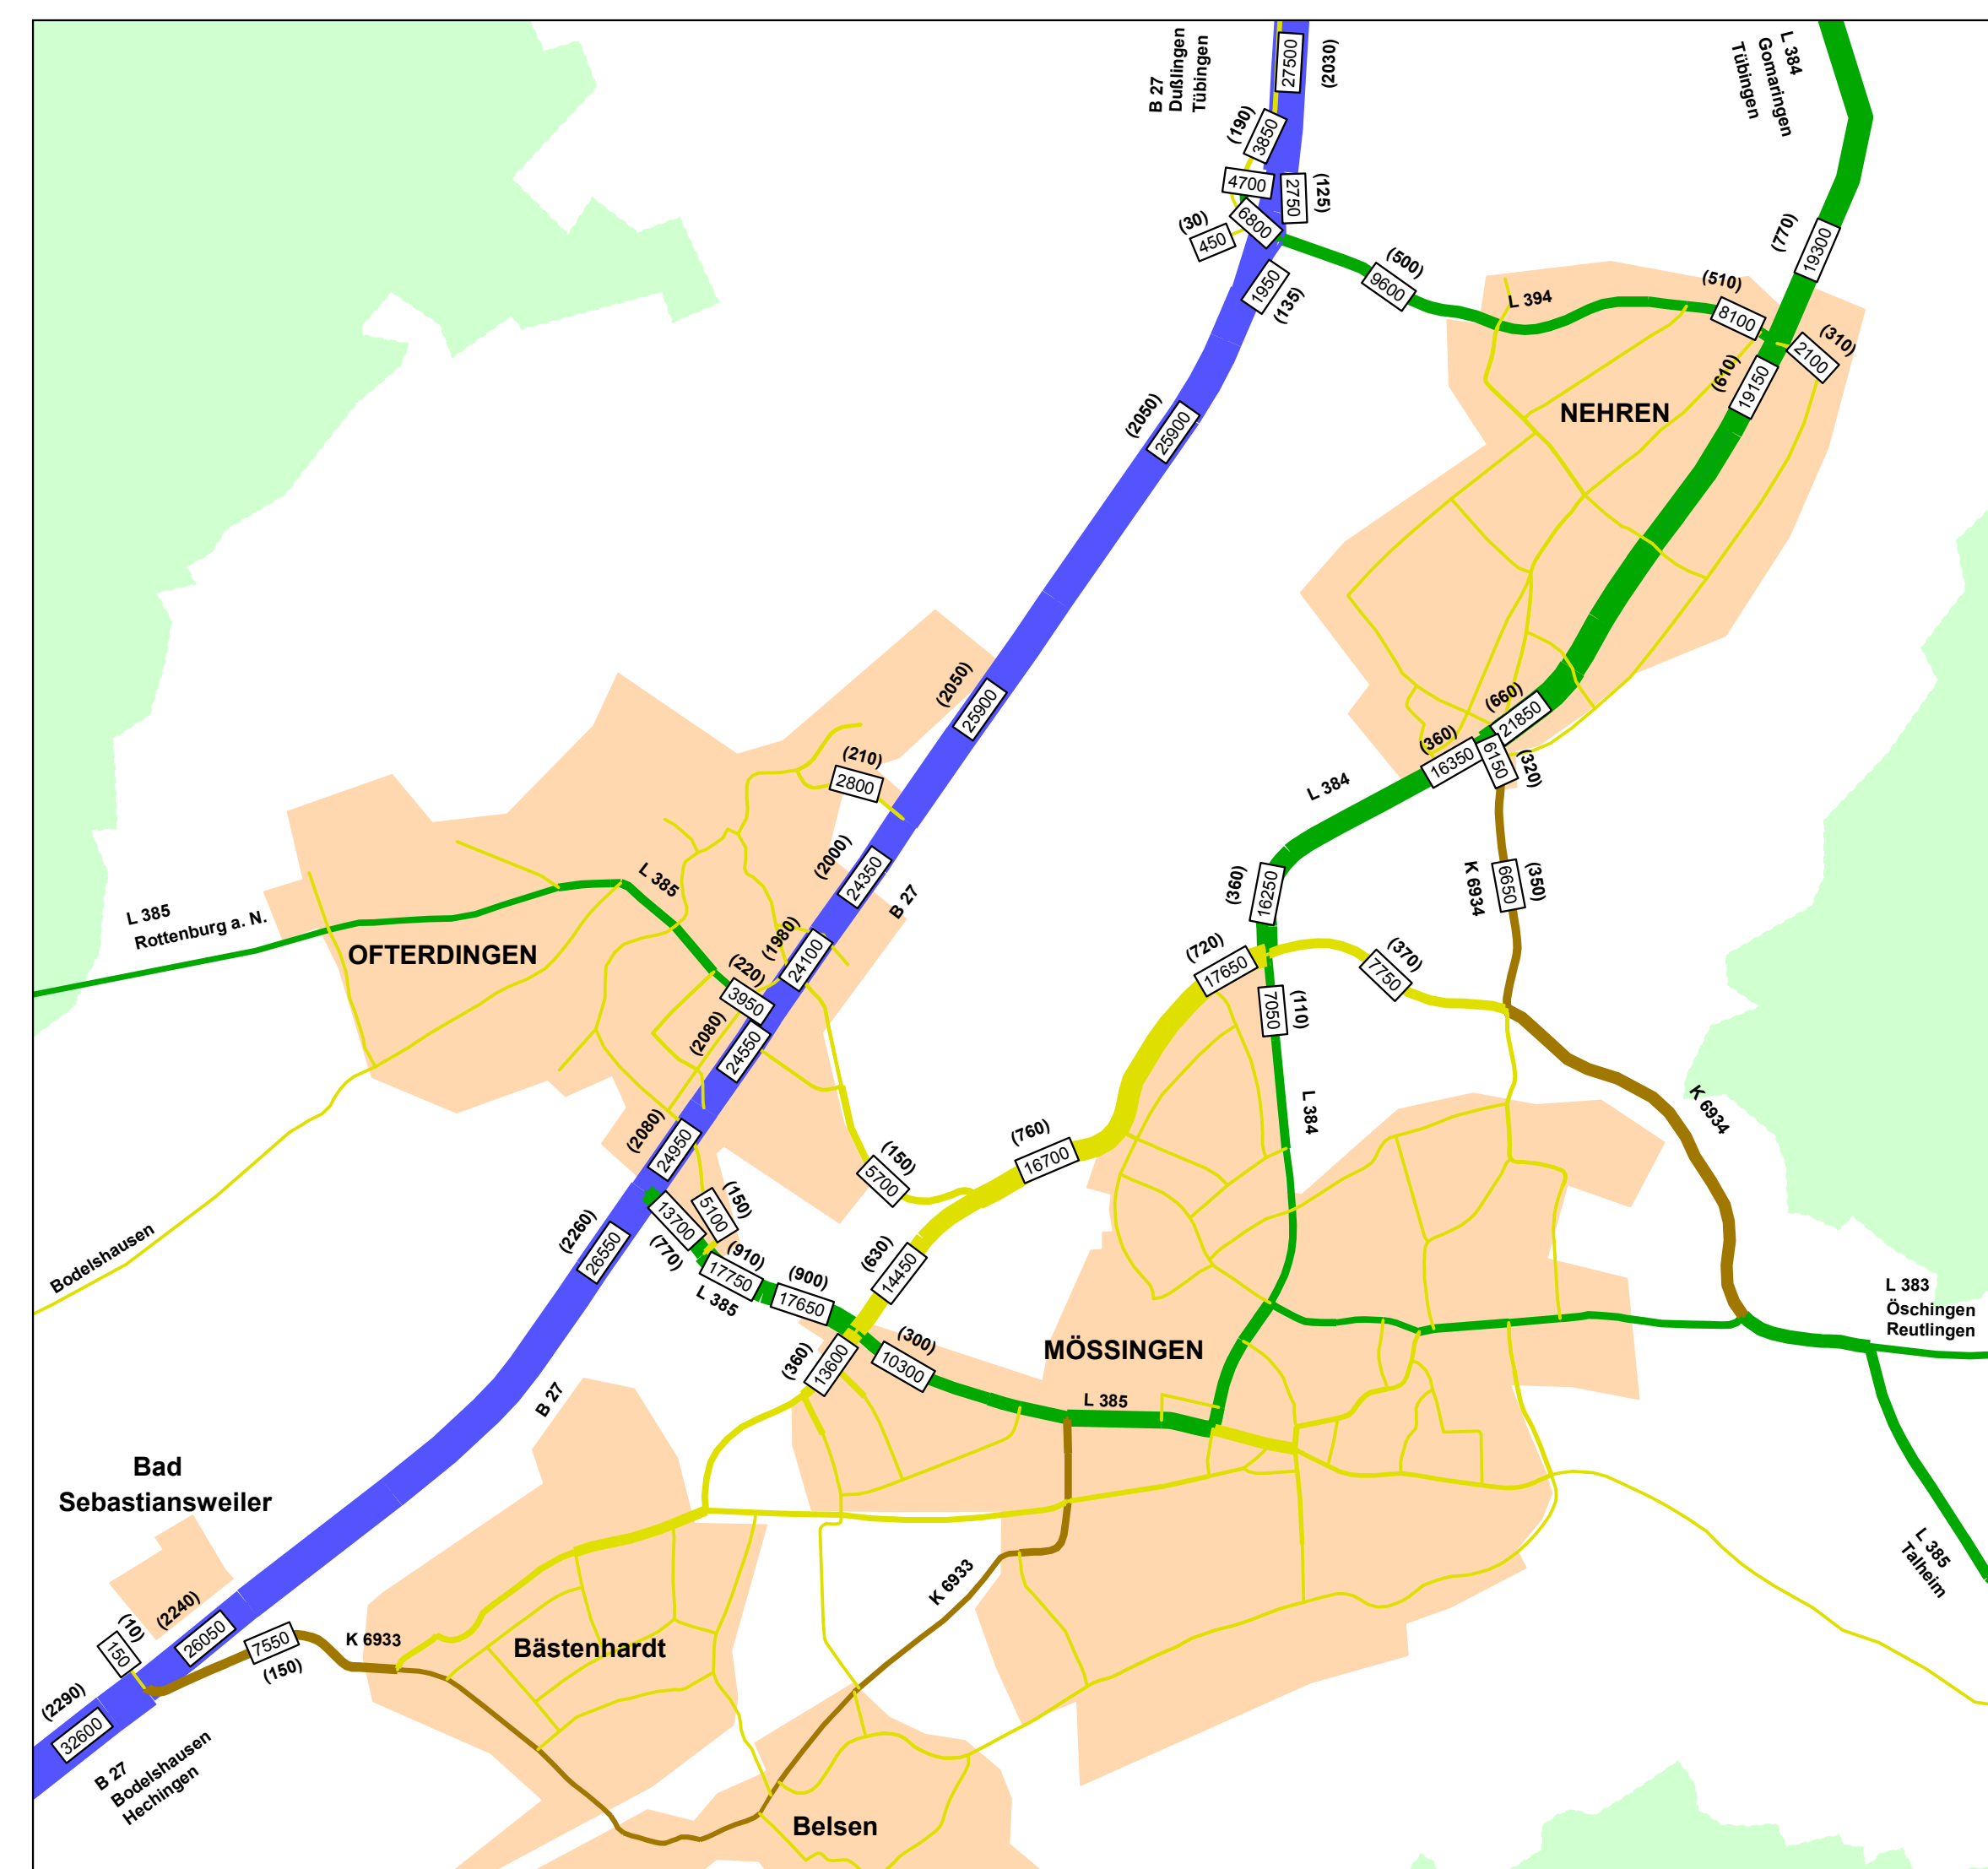 B 27
Dußlingen
Tübingen
27500
(2030)
L 384
Gomaringen
Tübingen
(190)
3850
4700
2750
(125)
(30)
450
6800
1950
(135)
(500)
9600
L 394
(510)
8100
(770)
19300
(310)
2100
(610)
19150
NEHREN
(2050)
25900
(2050)
25900
(660)
21850
(360)
16350
6150
(320)
L 384
(210)
2800
(2000)
24350
B 27
(360)
16250
K 6934
6650
(350)
L 385
L 385
Rottenburg a. N.
OFTERDINGEN
(1980)
24100
(220)
3950
(2080)
24550
(720)
17650
(370)
7750
7050
(110)
L 384
K 6934
(2080)
24950
(760)
16700
(150)
5700
(150)
5100
13700
(770)
(910)
17750
L 385
(900)
17650
(630)
14450
(2260)
26550
Bodelshausen
(360)
13600
(300)
10300
MÖSSINGEN
L 385
L 383
Öschingen
Reutlingen
B 27
Bad
Sebastiansweiler
L 385
Talheim
K 6933
(10)
150
(2240)
26050
7550
(150)
K 6933
Bästenhardt
(2290)
32600
B 27
Bodelshausen
Hechingen
Belsen